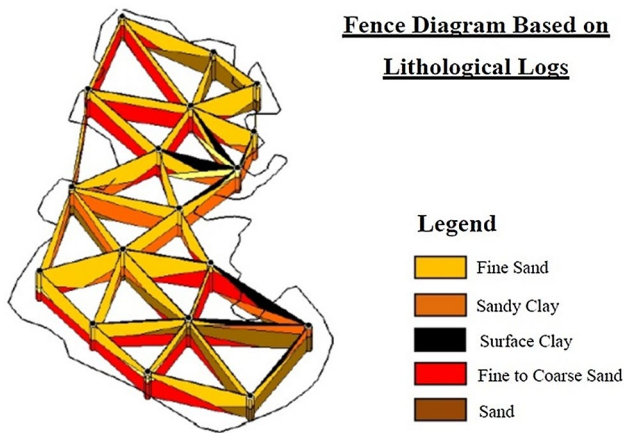 Fence Diagram Based on
Lithological Logs
Legend
Fine Sand
Sandy Clay
Surface Clay
Fine to Coarse Sand
Sand